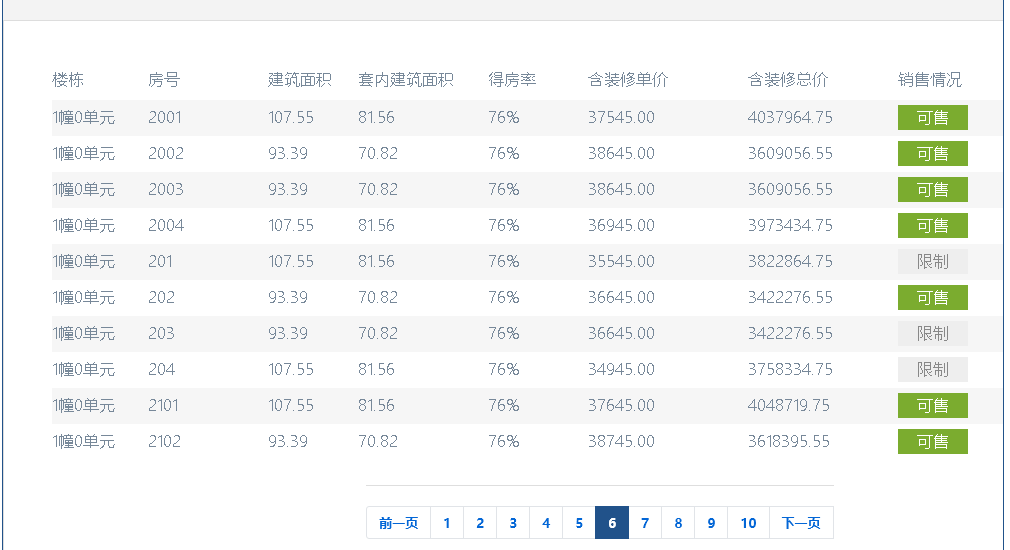 楼栋 房号 建筑面积 套内建筑面积 得房率 含装修单价 含装修总价 销售情况
1幢0单元 2001 107.55 81.56 76% 37545.00 4037964.75 可售
1幢0单元 2002 93.39 70.82 76% 38645.00 3609056.55 可售
1幢0单元 2003 93.39 70.82 76% 38645.00 3609056.55 可售
1幢0单元 2004 107.55 81.56 76% 36945.00 3973434.75 可售
1幢0单元 201 107.55 81.56 76% 35545.00 3822864.75 限制
1幢0单元 202 93.39 70.82 76% 36645.00 3422276.55 可售
1幢0单元 203 93.39 70.82 76% 36645.00 3422276.55 限制
1幢0单元 204 107.55 81.56 76% 34945.00 3758334.75 限制
1幢0单元 2101 107.55 81.56 76% 37645.00 4048719.75 可售
1幢0单元 2102 93.39 70.82 76% 38745.00 3618395.55 可售
前一页 1 2 3 4 5 6 7 8 9 10 下一页